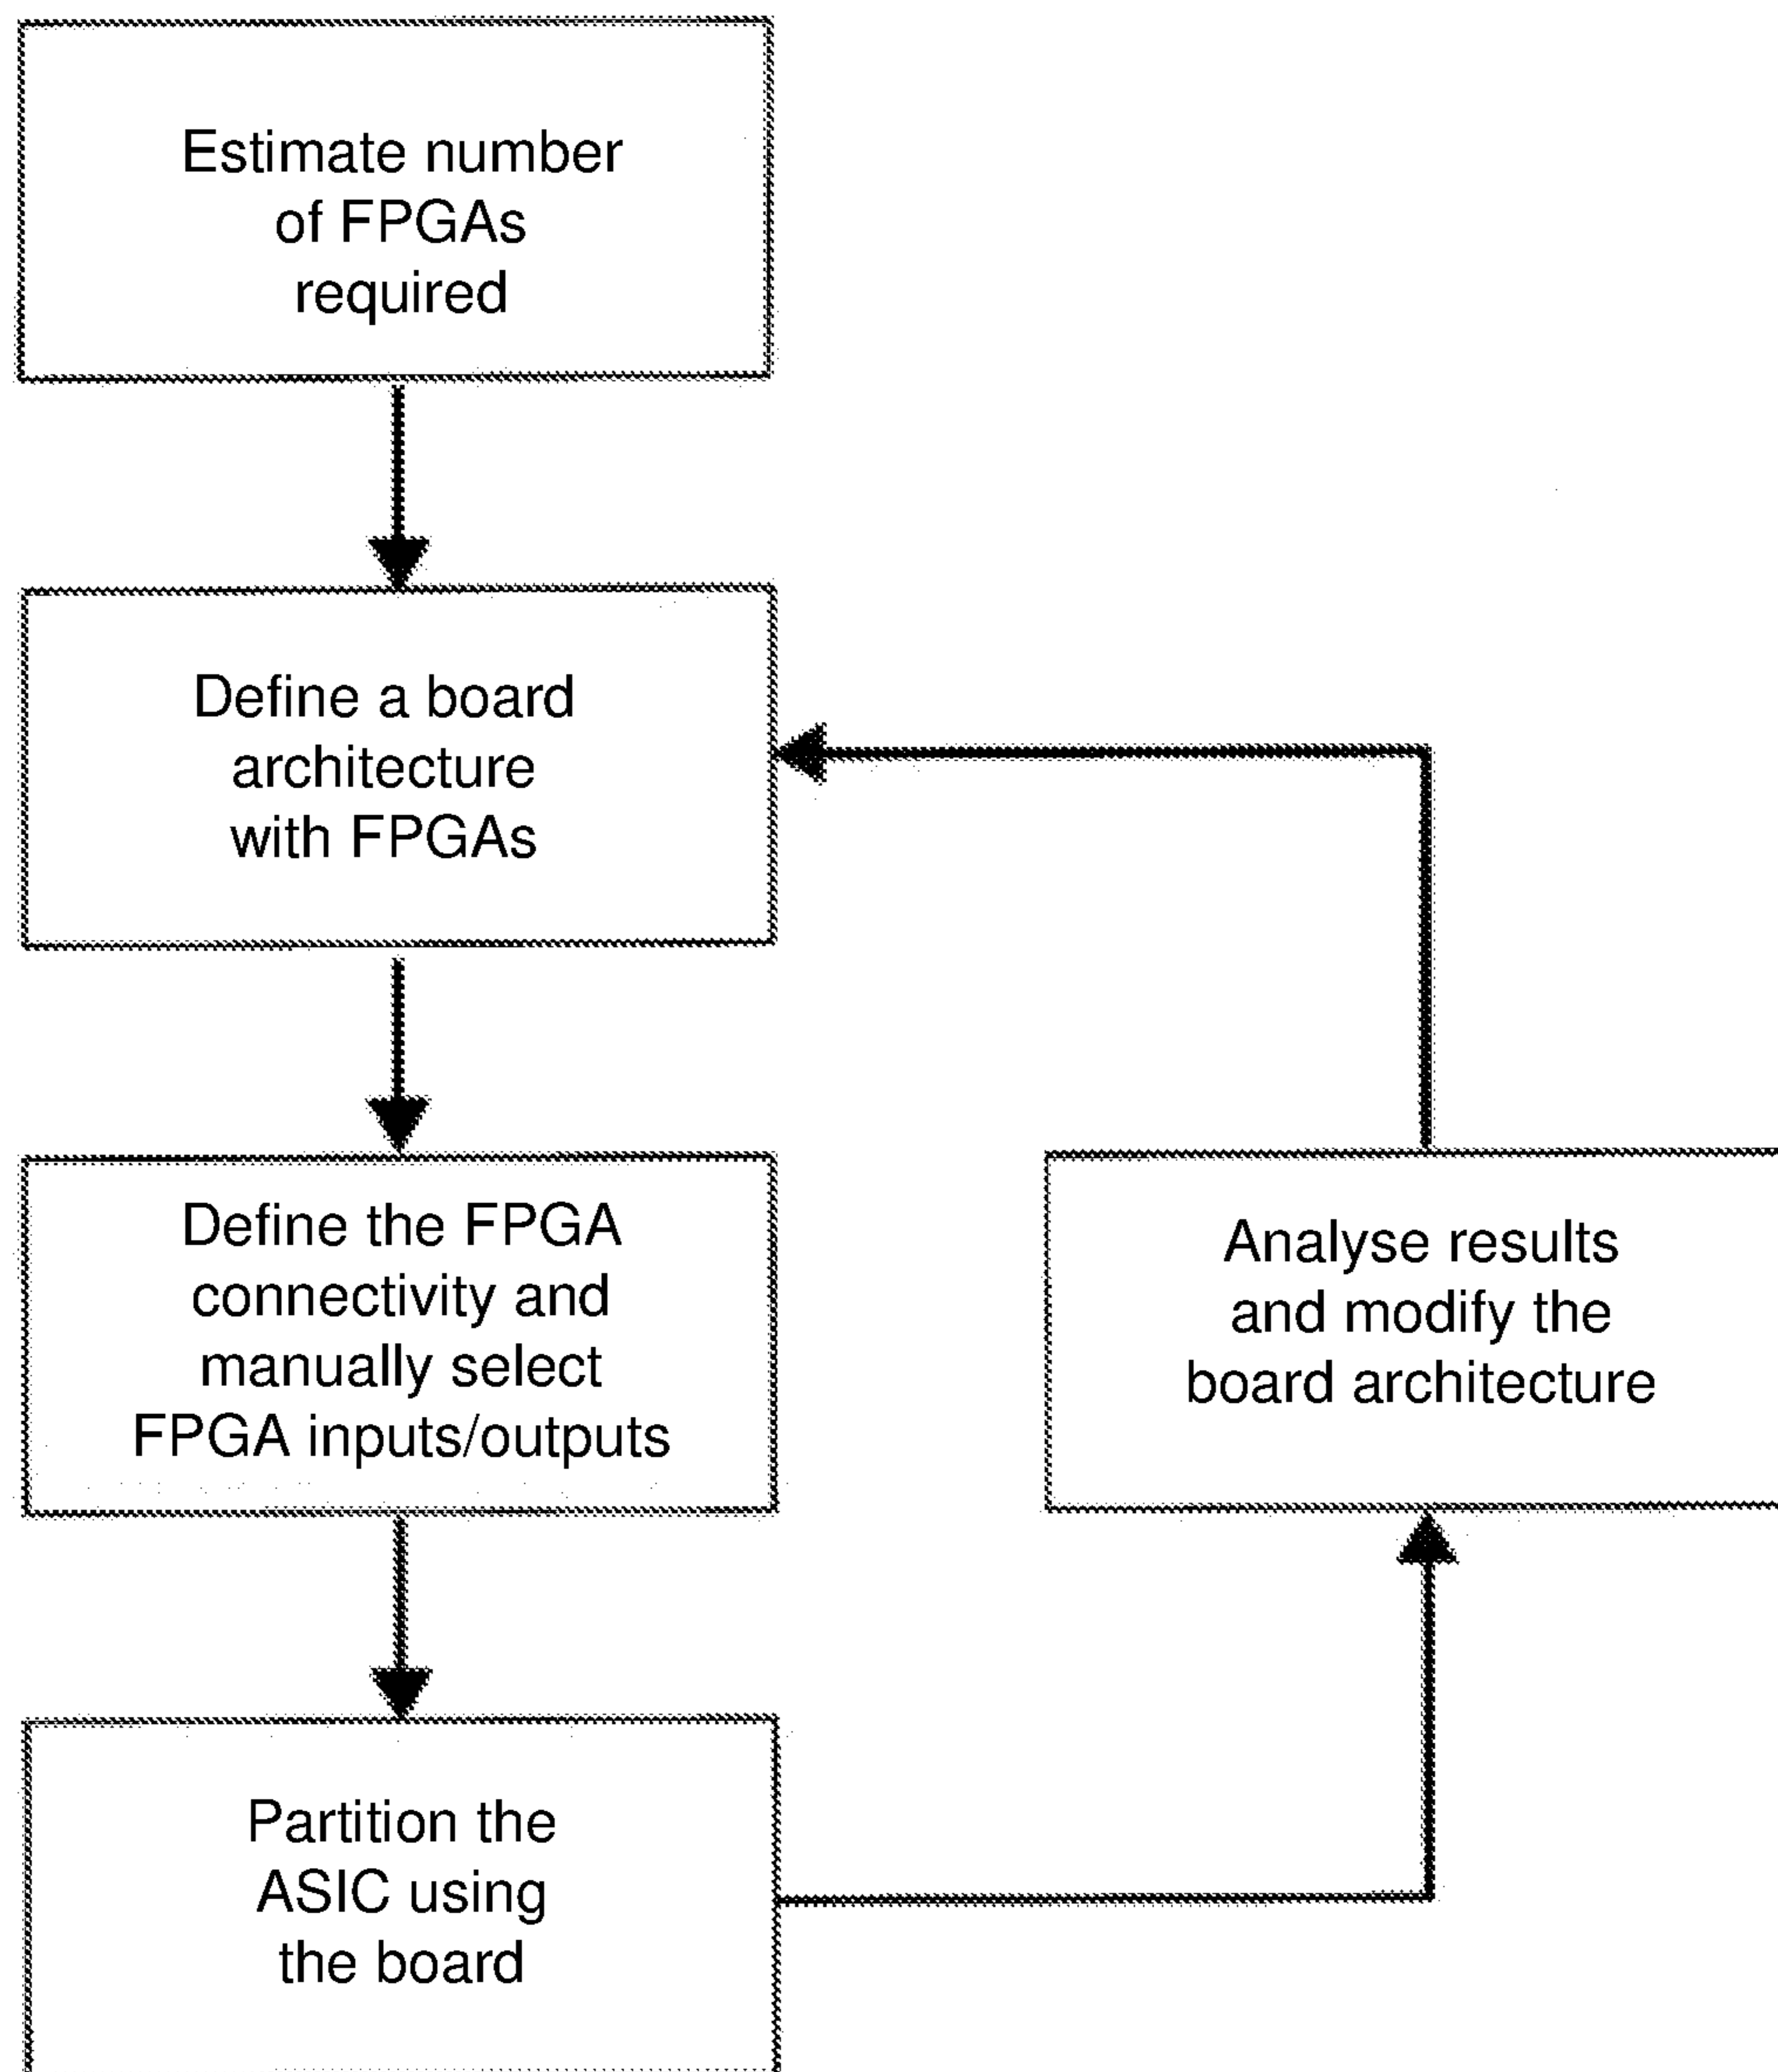 Estimate number
of FPGAs
required
Define a board
architecture
with FPGAs
Define the FPGA
connectivity and
manually select
FPGA inputs/outputs
Analyse results
and modify the
board architecture
Partition the
ASIC using
the board